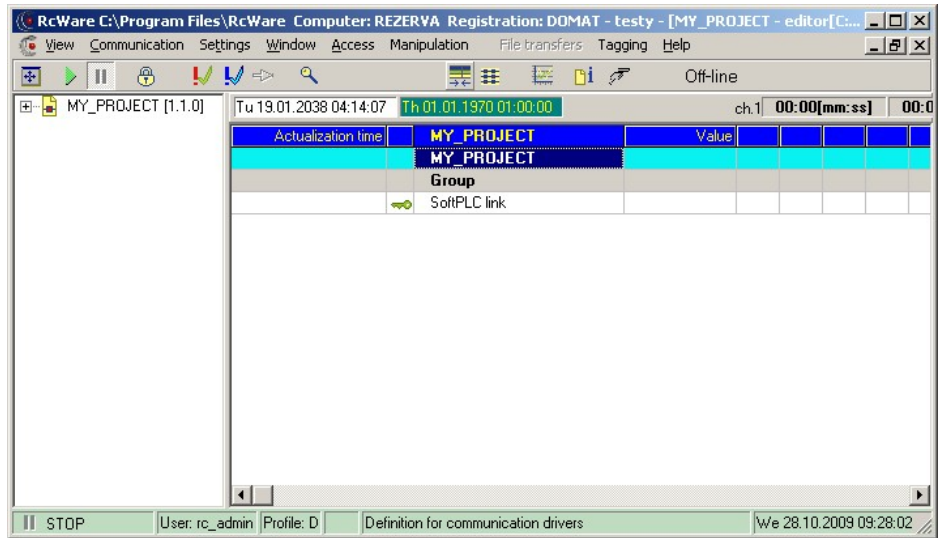 RcWare C:\Program Files\RcWare Computer: REZERVA Registration: DOMAT - testy - [MY_PROJECT - editor[C:...
View Communication Settings Window Access Manipulation File transfers Tagging Help
Off-line
MY_PROJECT [1.1.0]
Tu 19.01.2038 04:14:07 Th 01.01.1970 01:00:00 ch.1 00:00[mm:ss] 00:0
Actualization time MY_PROJECT Value
MY_PROJECT
Group
SoftPLC link
STOP User: rc_admin Profile: D Definition for communication drivers We 28.10.2009 09:28:02